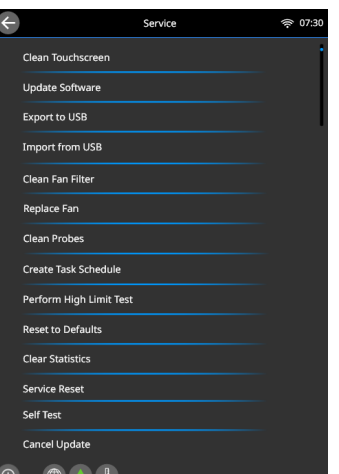 Service
07:30
Clean Touchscreen
Update Software
Export to USB
Import from USB
Clean Fan Filter
Replace Fan
Clean Probes
Create Task Schedule
Perform High Limit Test
Reset to Defaults
Clear Statistics
Service Reset
Self Test
Cancel Update